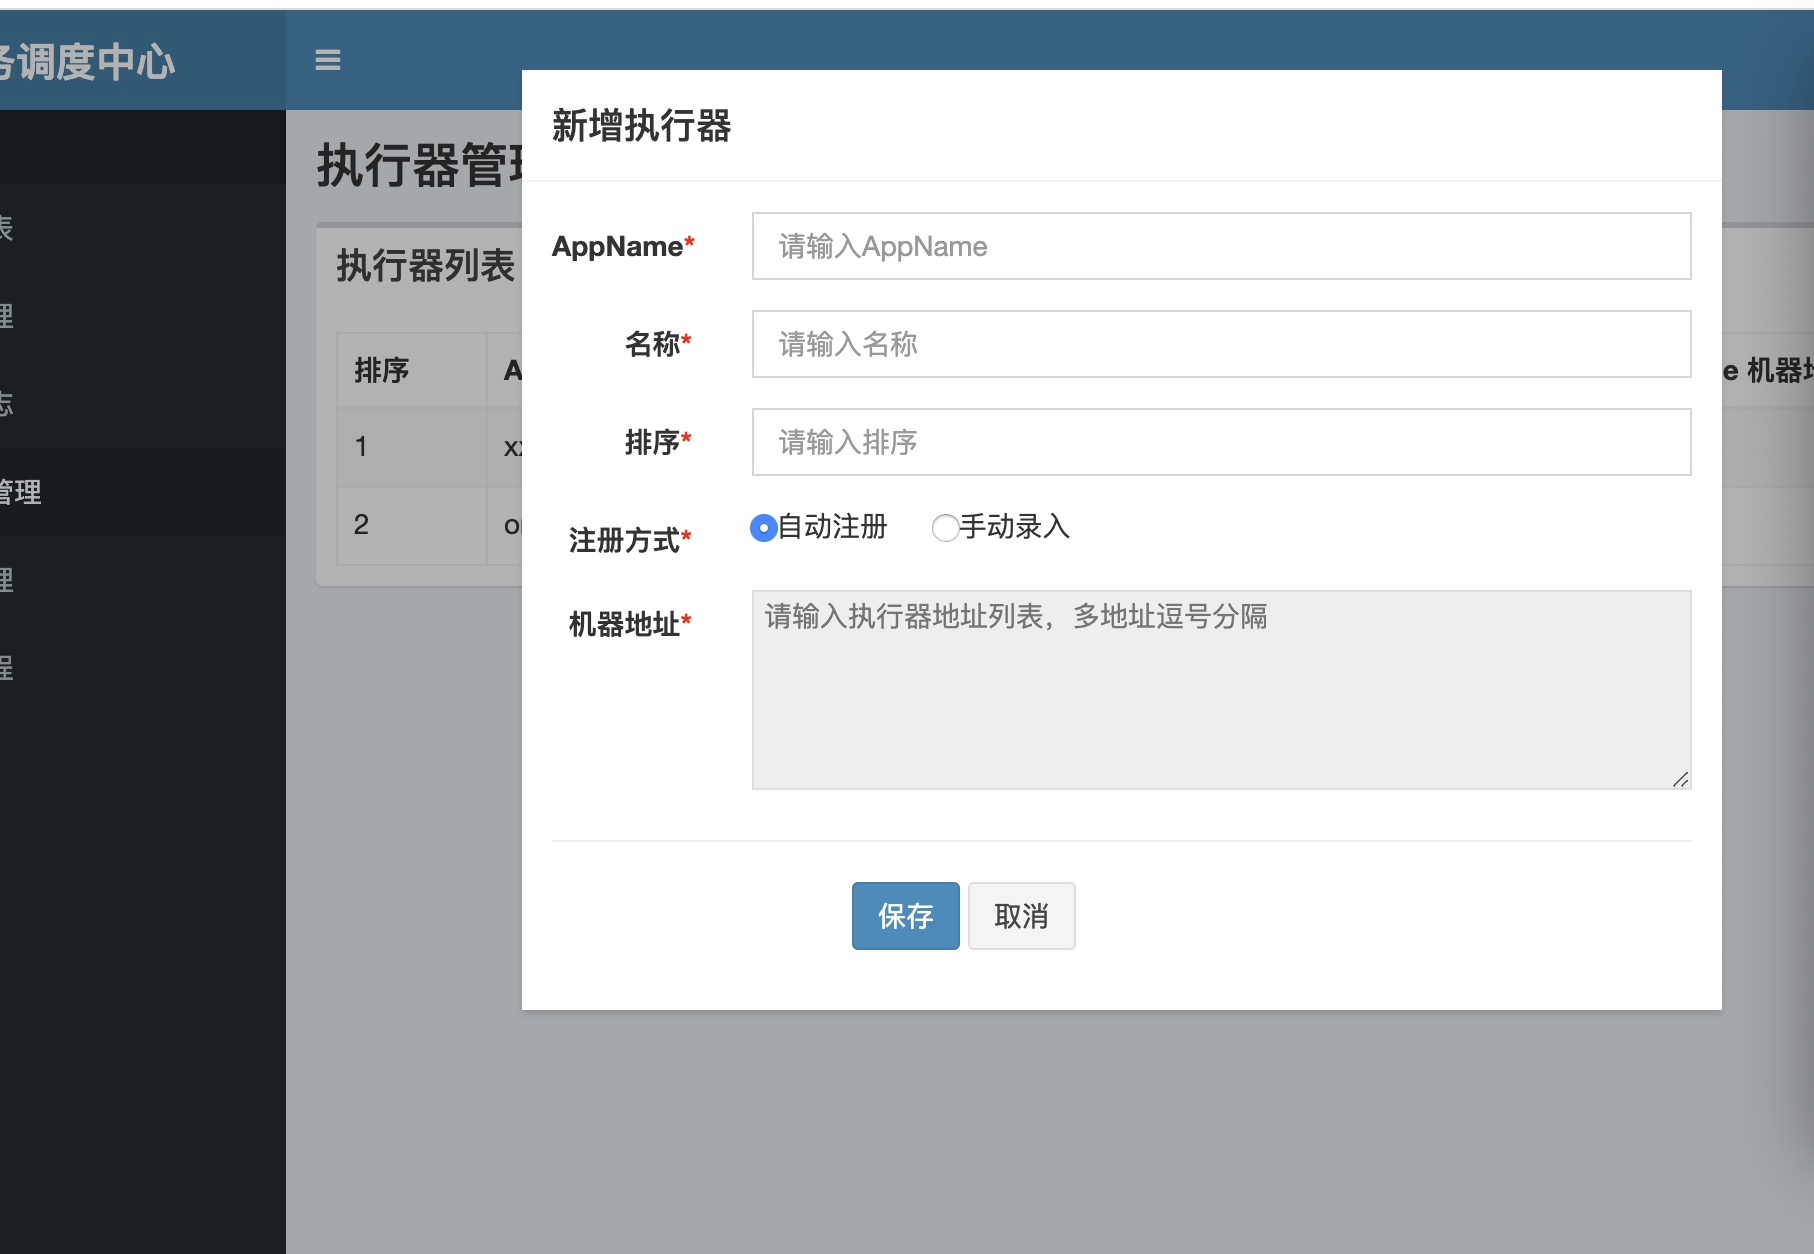 务调度中心
新增执行器
执行器管理
表
AppName*
请输入AppName
执行器列表
理
名称*
请输入名称
排序
A
e 机器地
志
排序*
请输入排序
1
xx
管理
2
注册方式*
自动注册
手动录入
理
机器地址*
请输入执行器地址列表，多地址逗号分隔
程
保存
取消